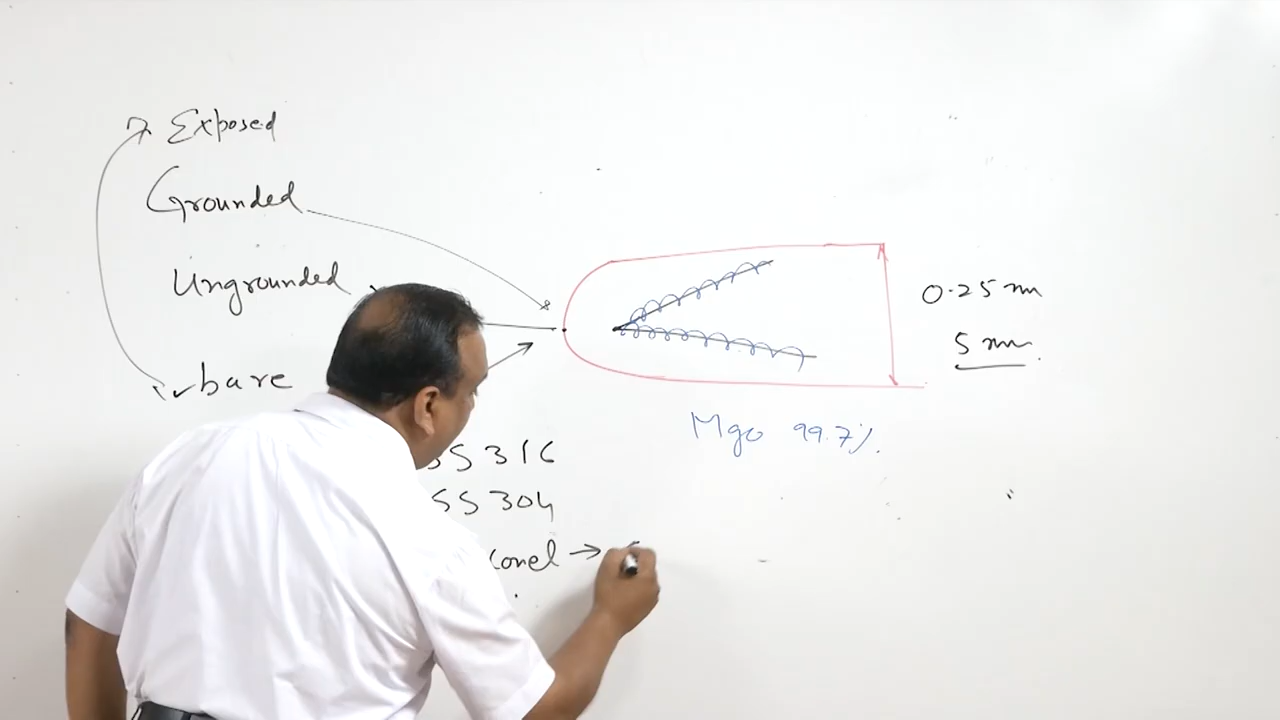 Exposed
Grounded
Ungrounded
bare
0.25 mm
5 mm
Mgo 99.7%.
SS 316
SS 304
conel →